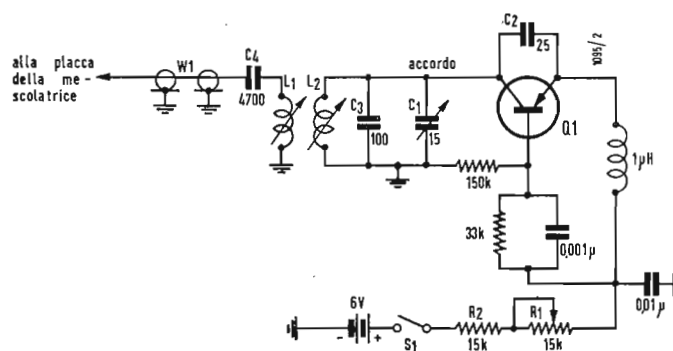 alla placca
della me-
scolatrice
W1
C4
4700
L1
L2
accordo
C3
100
C1
15
C2
25
1095/2
Q1
150k
1µH
33k
0,001µ
0,01µ
6V
-
+
S1
R2
15k
R1
15k